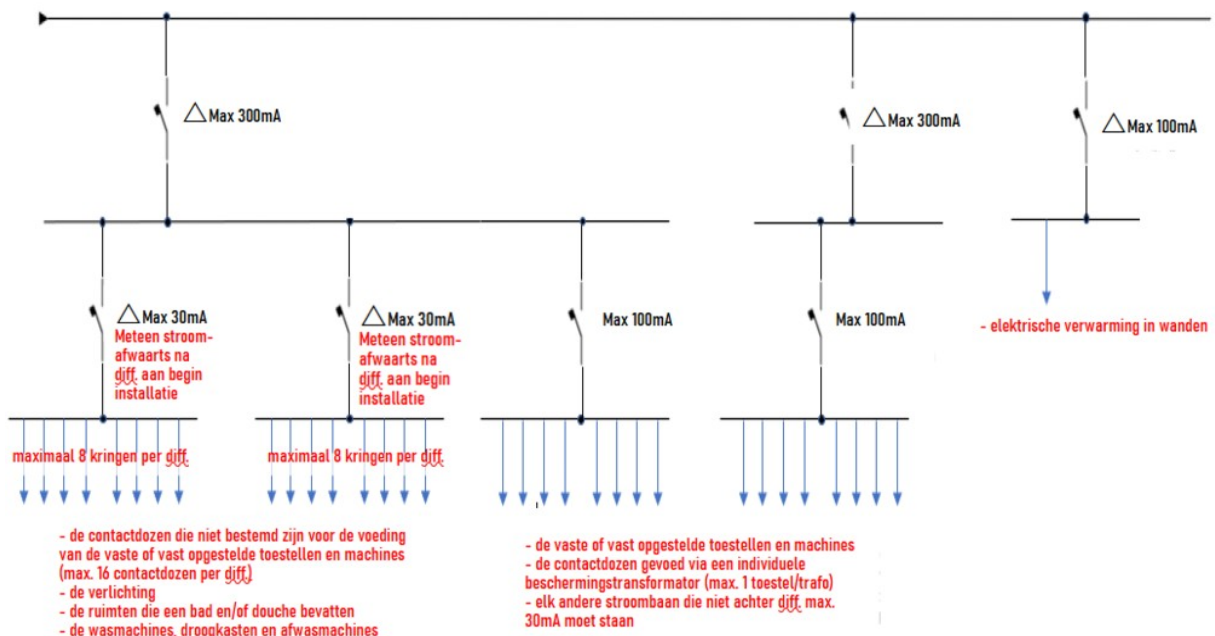 △ Max 300mA
△ Max 300mA
△ Max 100mA
△ Max 30mA
Meteen stroom-
afwaarts na
diff. aan begin
installatie
△ Max 30mA
Meteen stroom-
afwaarts na
diff. aan begin
installatie
Max 100mA
Max 100mA
- elektrische verwarming in wanden
maximaal 8 kringen per diff.
maximaal 8 kringen per diff.
- de contactdozen die niet bestemd zijn voor de voeding
van de vaste of vast opgestelde toestellen en machines
(max. 16 contactdozen per diff.)
- de verlichting
- de ruimten die een bad en/of douche bevatten
- de wasmachines, droogkasten en afwasmachines
- de vaste of vast opgestelde toestellen en machines
- de contactdozen gevoed via een individuele
beschermingstransformator (max. 1 toestel/trafo)
- elk andere stroombaan die niet achter diff. max.
30mA moet staan